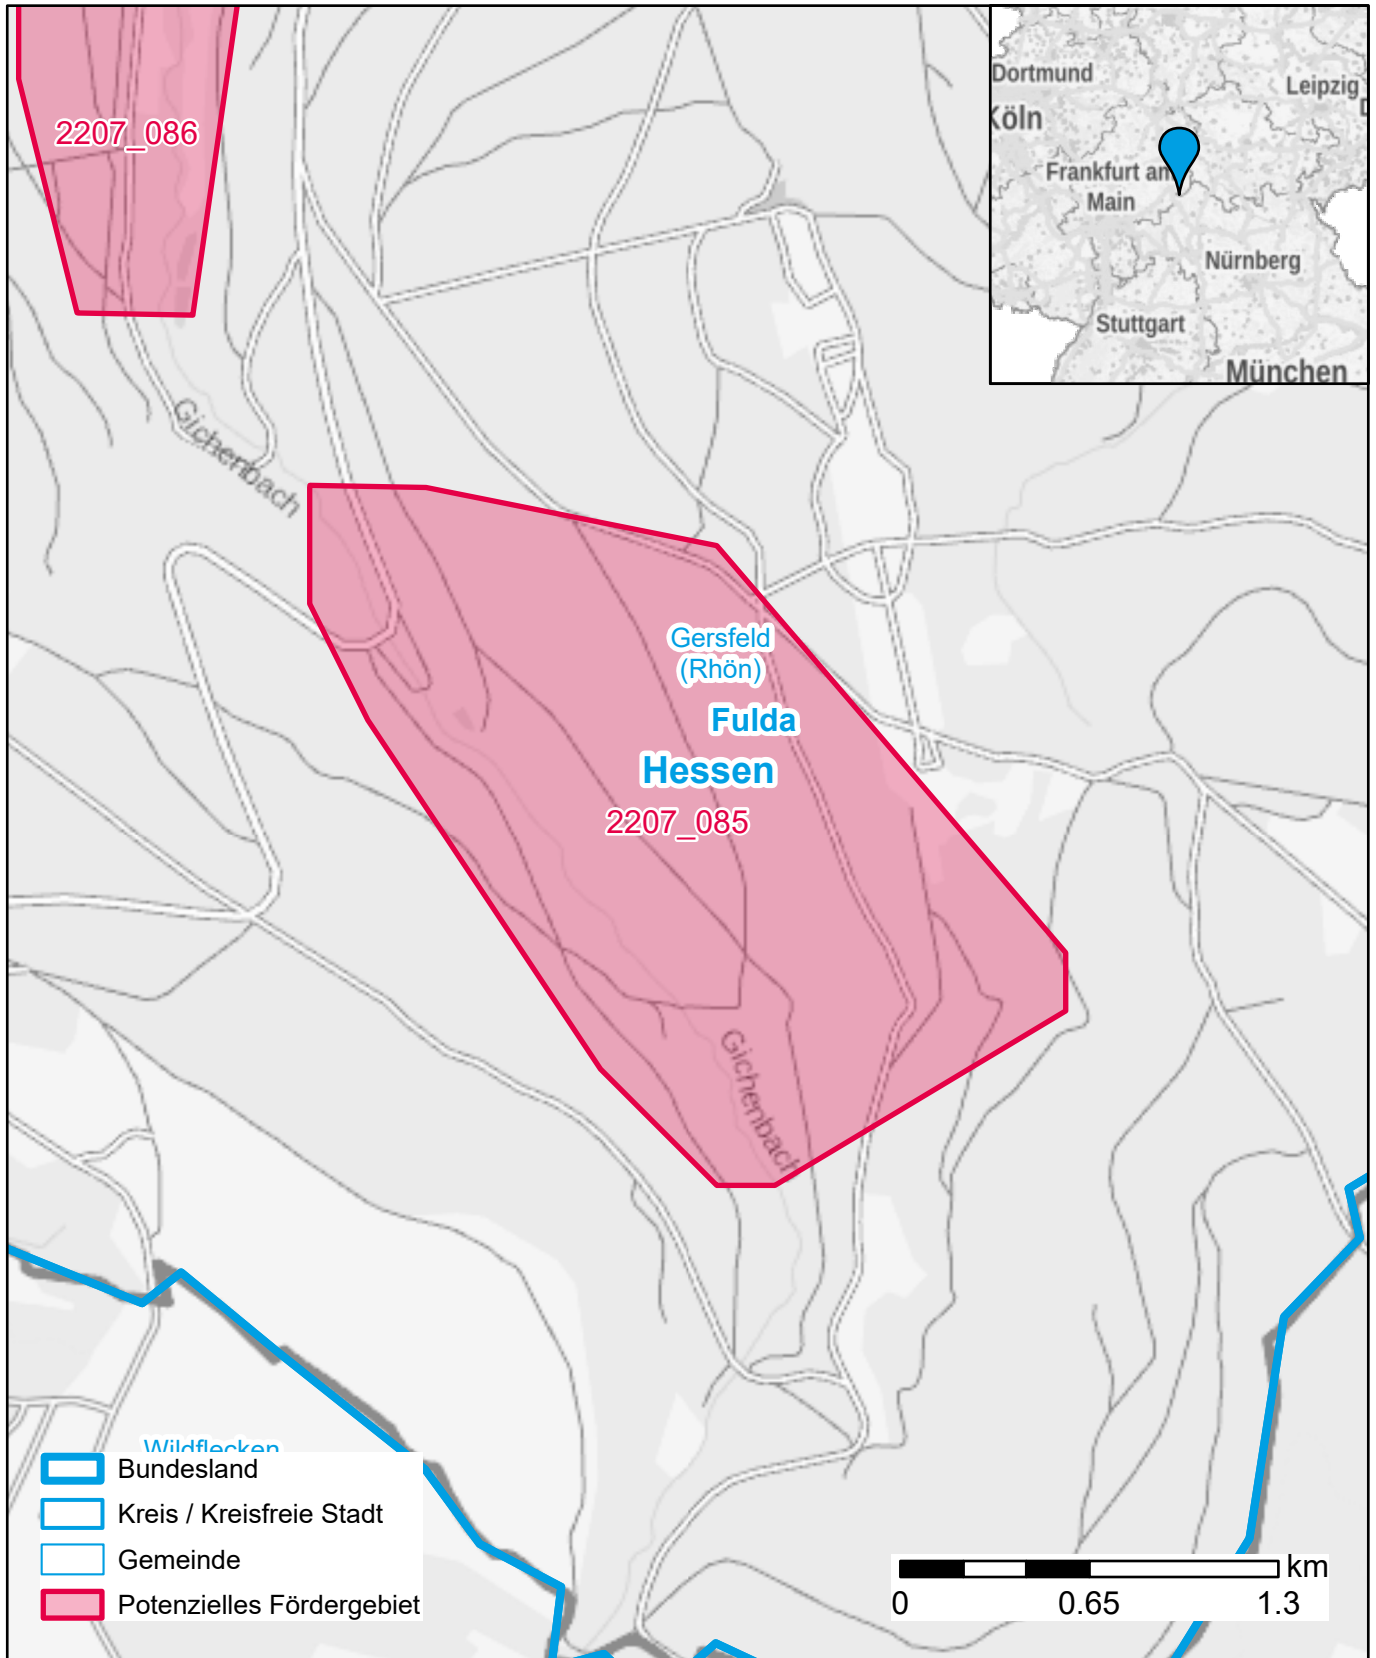 2207_086
Dortmund
Leipzig
Köln
Frankfurt am
Main
Nürnberg
Stuttgart
München
Gichenbach
Gersfeld
(Rhön)
Fulda
Hessen
2207_085
Gichenbach
Wildflecken
Bundesland
Kreis / Kreisfreie Stadt
Gemeinde
Potenzielles Fördergebiet
km
0 0.65 1.3